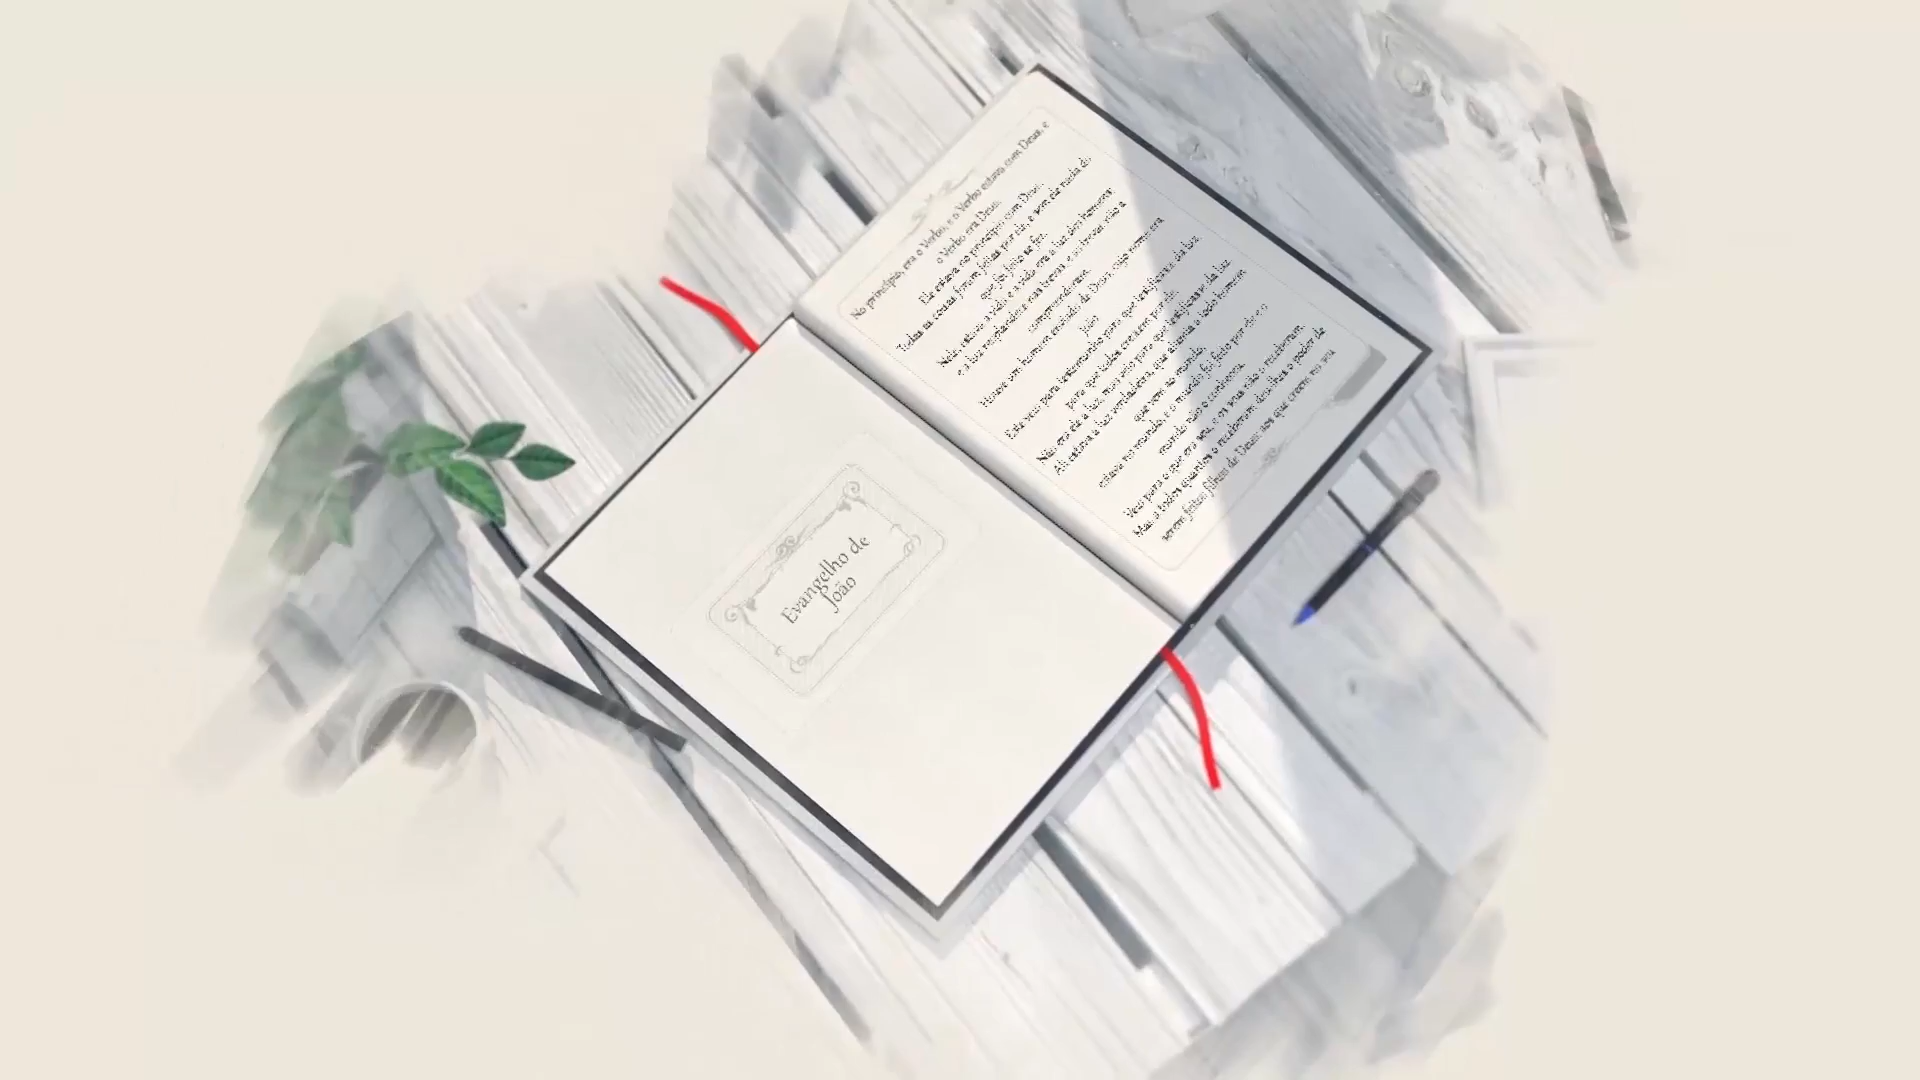 Evangelho de
João
No princípio, era o Verbo, e o Verbo estava com Deus, e
o Verbo era Deus.
Ele estava no princípio com Deus.
Todas as coisas foram feitas por ele, e sem ele nada do
que foi feito se fez.
Nele, estava a vida e a vida era a luz dos homens;
e a luz resplandece nas trevas, e as trevas não a
compreenderam.
Houve um homem enviado de Deus, cujo nome era
João.
Este veio para testemunho para que testificasse da luz,
para que todos cressem por ele.
Não era ele a luz, mas veio para que testificasse da luz.
Ali estava a luz verdadeira, que alumia a todo homem
que vem ao mundo,
estava no mundo, e o mundo foi feito por ele e o
mundo não o conheceu.
Veio para o que era seu, e os seus não o receberam.
Mas a todos quantos o receberam deu-lhes o poder de
serem feitos filhos de Deus: aos que creem no seu